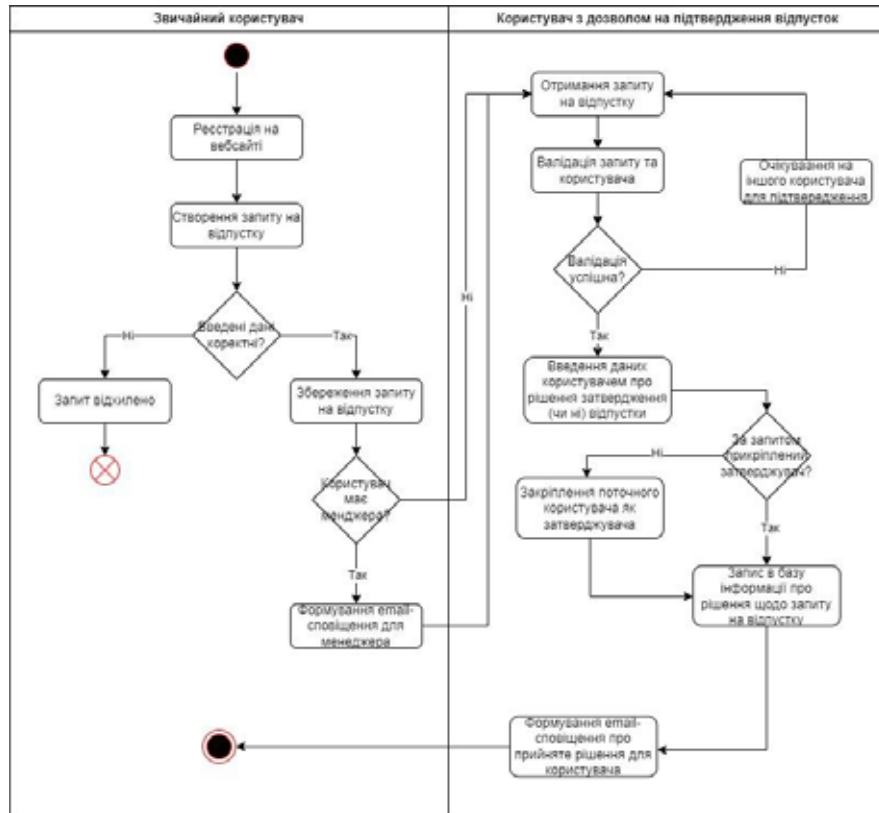 Звичайний користувач
Користувач з дозволом на підтвердження відпусток
Реєстрація на
вебсайті
Створення запиту на
відпустку
Введені дані
коректні?
Ні
Так
Запит відхилено
Збереження запиту
на відпустку
Користувач
має
менджера?
Ні
Так
Формування email-
сповіщення для
менеджера
Отримання запиту
на відпустку
Валідація запиту та
користувача
Очікуваання на
іншого користувача
для підтвередження
Валідація
успішна?
Ні
Так
Введення даних
користувачем про
рішення затвердження
(чи ні) відпустки
За запитом
прикріплений
затверджувач?
Ні
Так
Закріплення поточного
користувача як
затверджувача
Запис в базу
інформації про
рішення щодо запиту
на відпустку
Формування email-
сповіщення про
прийняте рішення для
користувача